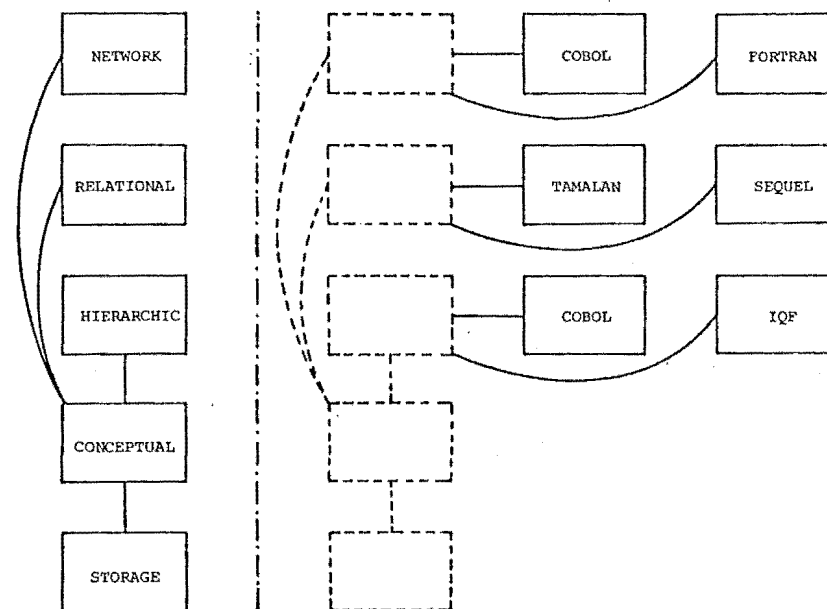 NETWORK
COBOL
FORTRAN
RELATIONAL
TAMALAN
SEQUEL
HIERARCHIC
COBOL
IQF
CONCEPTUAL
STORAGE